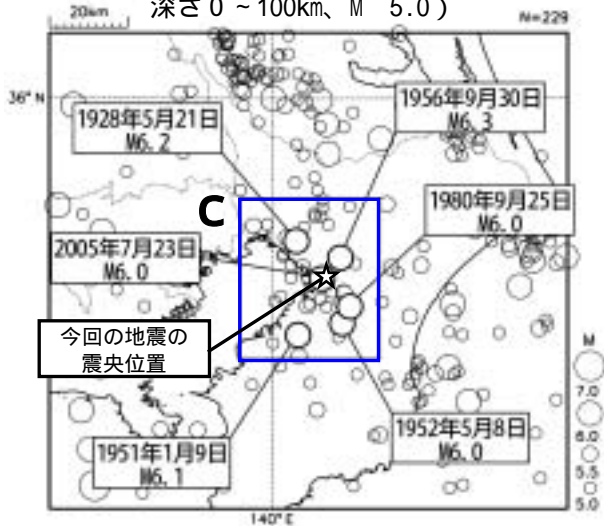 深さ0~100km、M 5.0)
20km
N=229
36°N
1956年9月30日
M6.3
1928年5月21日
M6.2
C
1980年9月25日
M6.0
2005年7月23日
M6.0
今回の地震の
震央位置
M
7.0
6.0
5.5
5.0
1952年5月8日
M6.0
1951年1月9日
M6.1
140°E